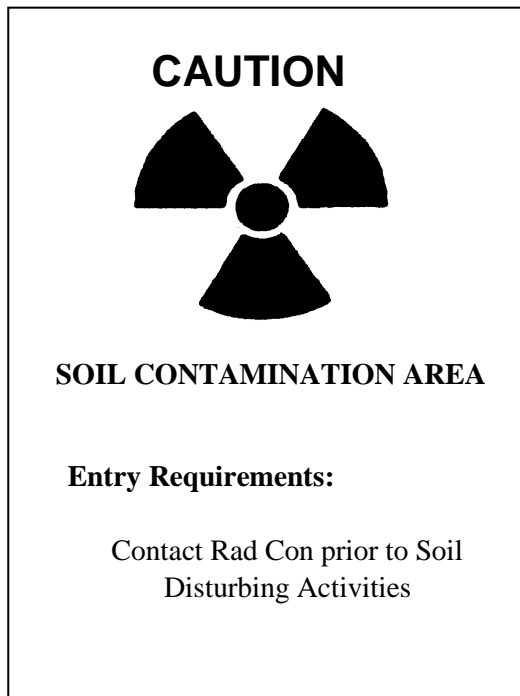 CAUTION
SOIL CONTAMINATION AREA
Entry Requirements:
Contact Rad Con prior to Soil
Disturbing Activities